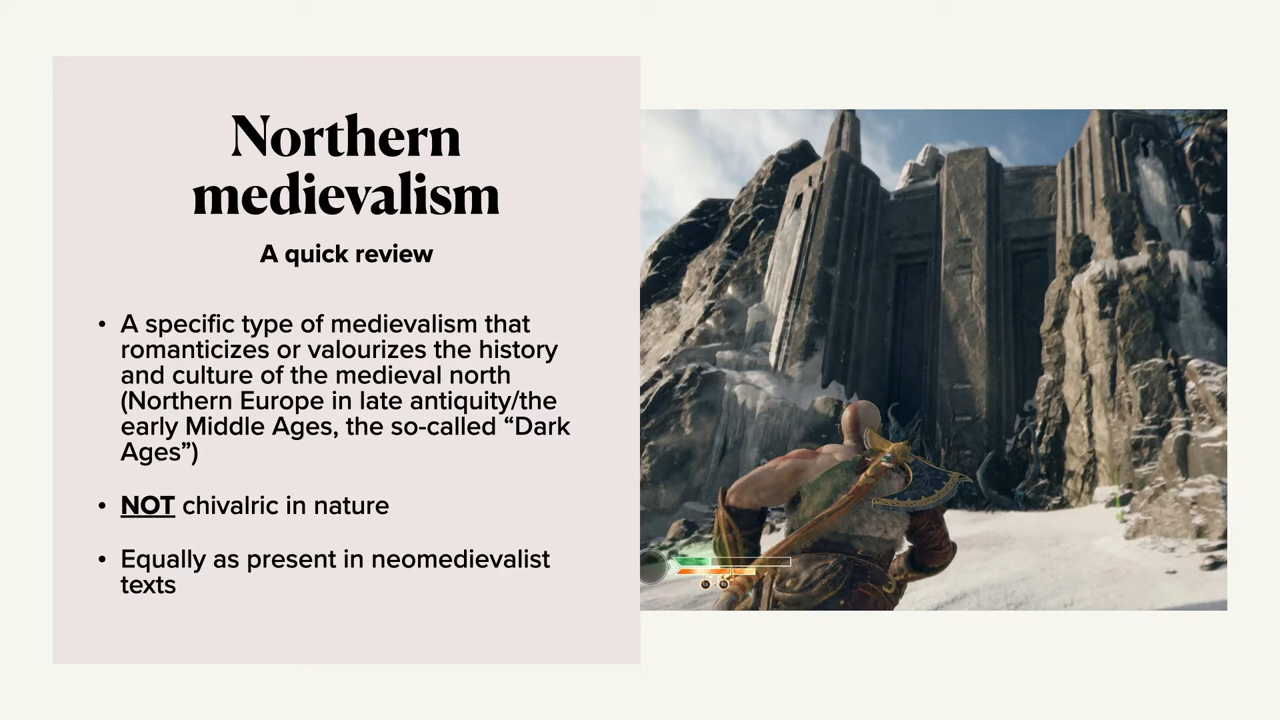 Northern
medievalism
A quick review
• A specific type of medievalism that
romanticizes or valourizes the history
and culture of the medieval north
(Northern Europe in late antiquity/the
early Middle Ages, the so-called “Dark
Ages”)
• NOT chivalric in nature
• Equally as present in neomedievalist
texts